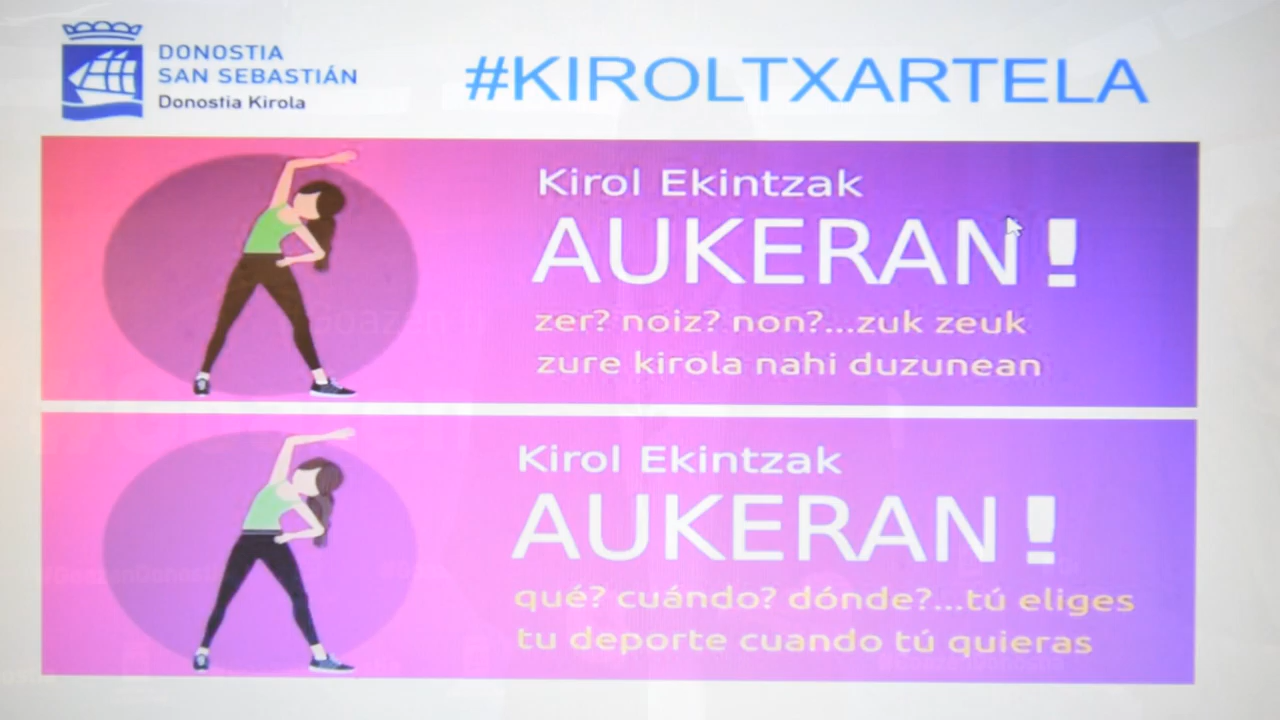 DONOSTIA
SAN SEBASTIÁN
Donostia Kirola
#KIROLTXARTELA
Kirol Ekintzak
AUKERAN!
zer? noiz? non?...zuk zeuk
zure kirola nahi duzunean
Kirol Ekintzak
AUKERAN!
qué? cuándo? dónde?...tú eliges
tu deporte cuando tú quieras